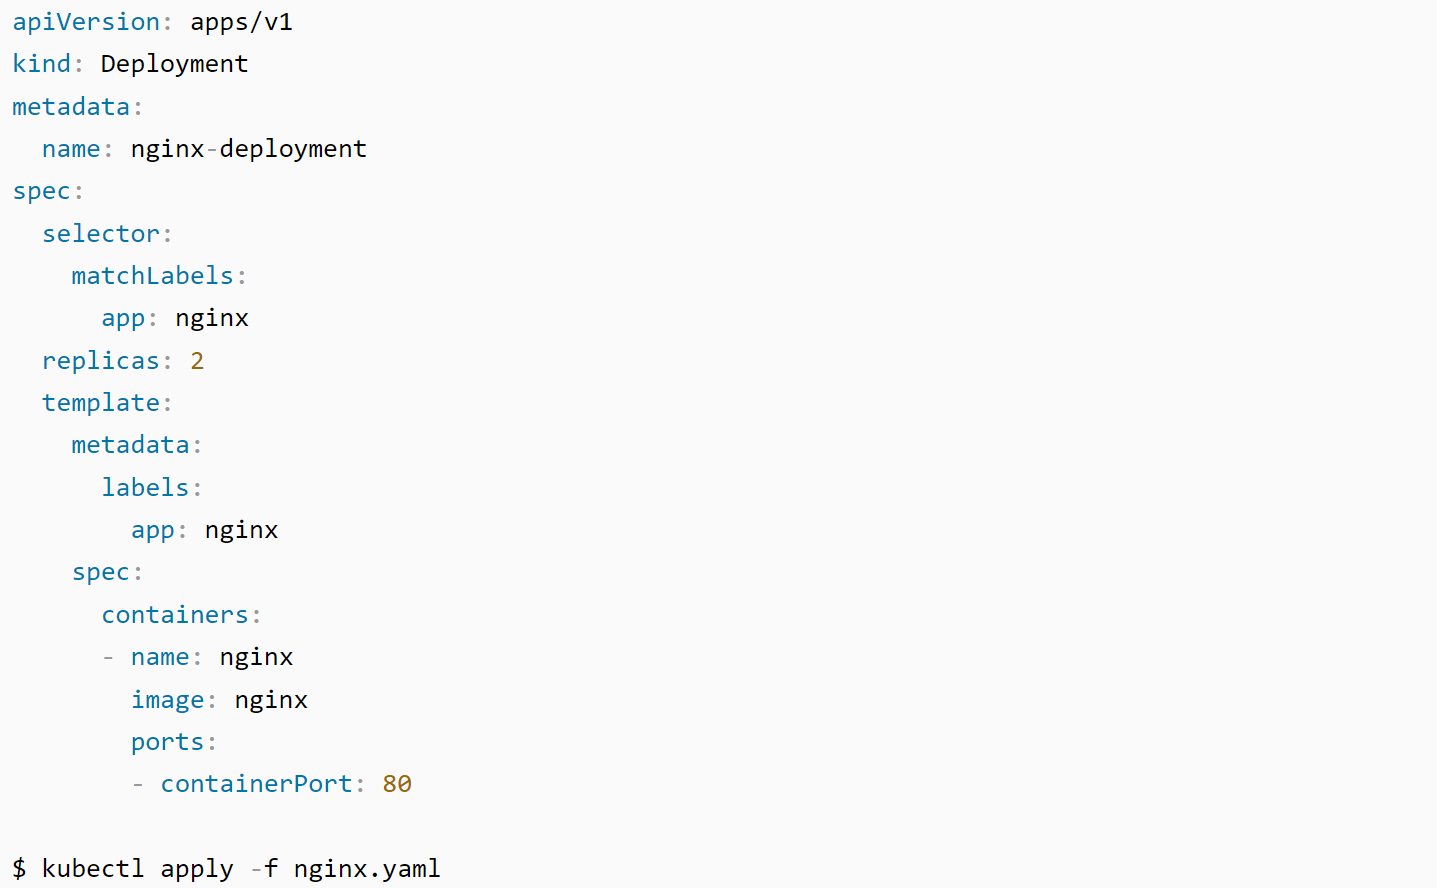 apiVersion: apps/v1
kind: Deployment
metadata:
  name: nginx-deployment
spec:
  selector:
    matchLabels:
      app: nginx
  replicas: 2
  template:
    metadata:
      labels:
        app: nginx
    spec:
      containers:
      - name: nginx
        image: nginx
        ports:
        - containerPort: 80

$ kubectl apply -f nginx.yaml